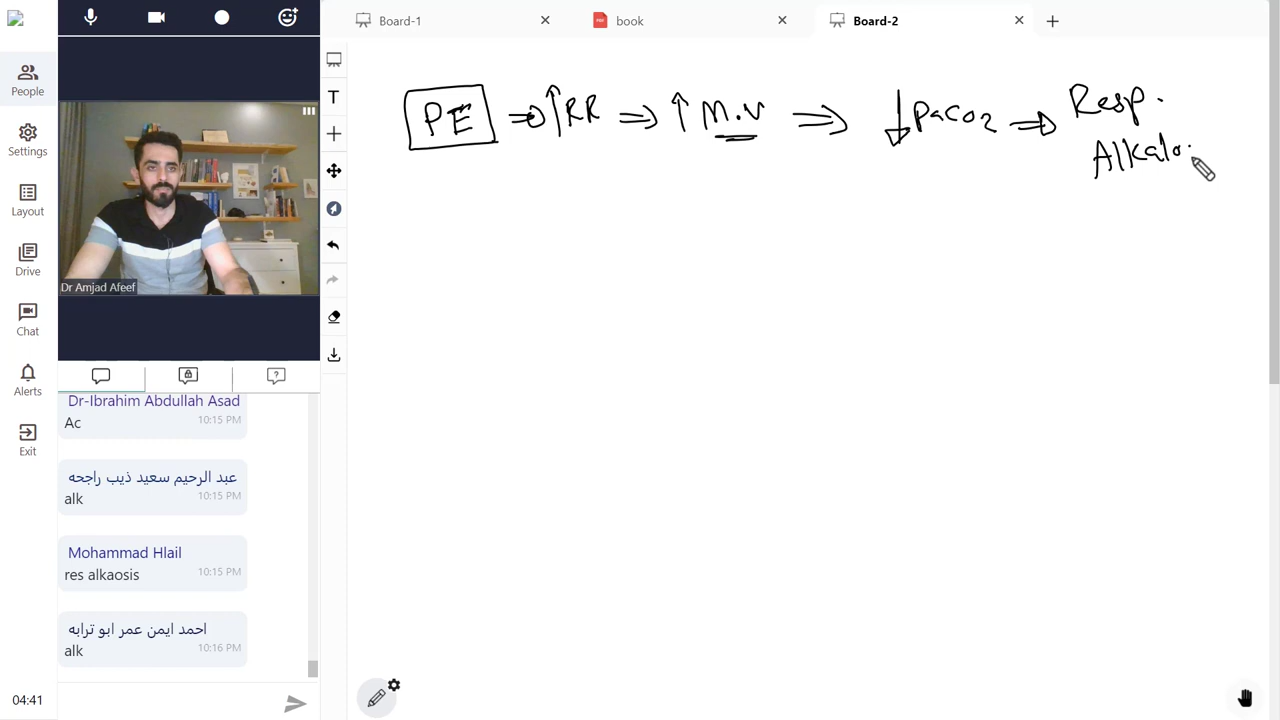 Board-1
book
Board-2
People
Settings
Layout
Drive
Chat
Alerts
Exit
04:41
Dr Amjad Afeef
Dr-Ibrahim Abdullah Asad
Ac
10:15 PM
عبد الرحيم سعيد ذيب راجحه
alk
10:15 PM
Mohammad Hlail
res alkaosis
10:15 PM
احمد ايمن عمر ابو ترابه
alk
10:16 PM
T
PE ⇒ ↑RR ⇒ ↑ M.V ⇒ ↓PaCO2 ⇒ Resp.
Alkalo.